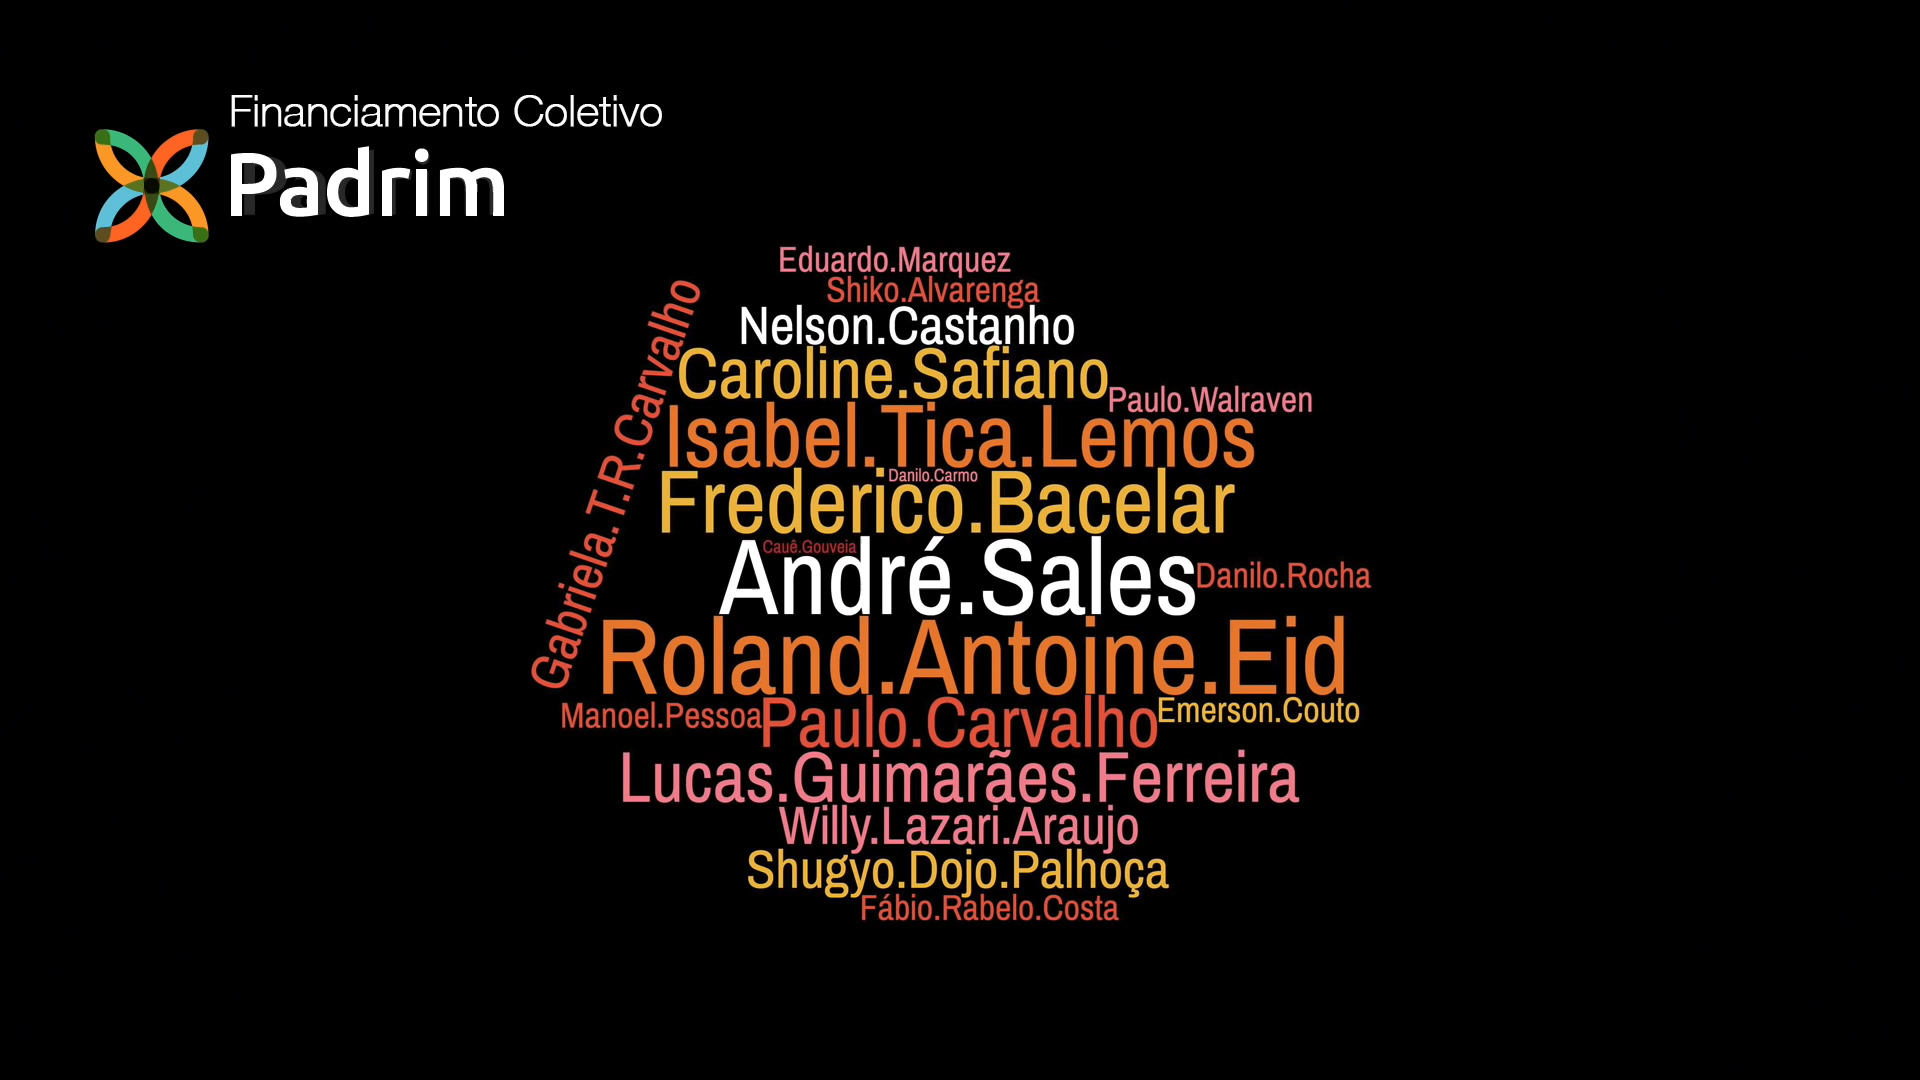 Financiamento Coletivo
Padrim
Eduardo.Marquez
Shiko.Alvarenga
Gabriela.T.R.Carvalho
Nelson.Castanho
Caroline.Safiano
Paulo.Walraven
Isabel.Tica.Lemos
Danilo.Carmo
Frederico.Bacelar
Cauê.Gouveia
André.Sales
Danilo.Rocha
Roland.Antoine.Eid
Manoel.Pessoa
Paulo.Carvalho
Emerson.Couto
Lucas.Guimarães.Ferreira
Willy.Lazari.Araujo
Shugyo.Dojo.Palhoça
Fábio.Rabelo.Costa